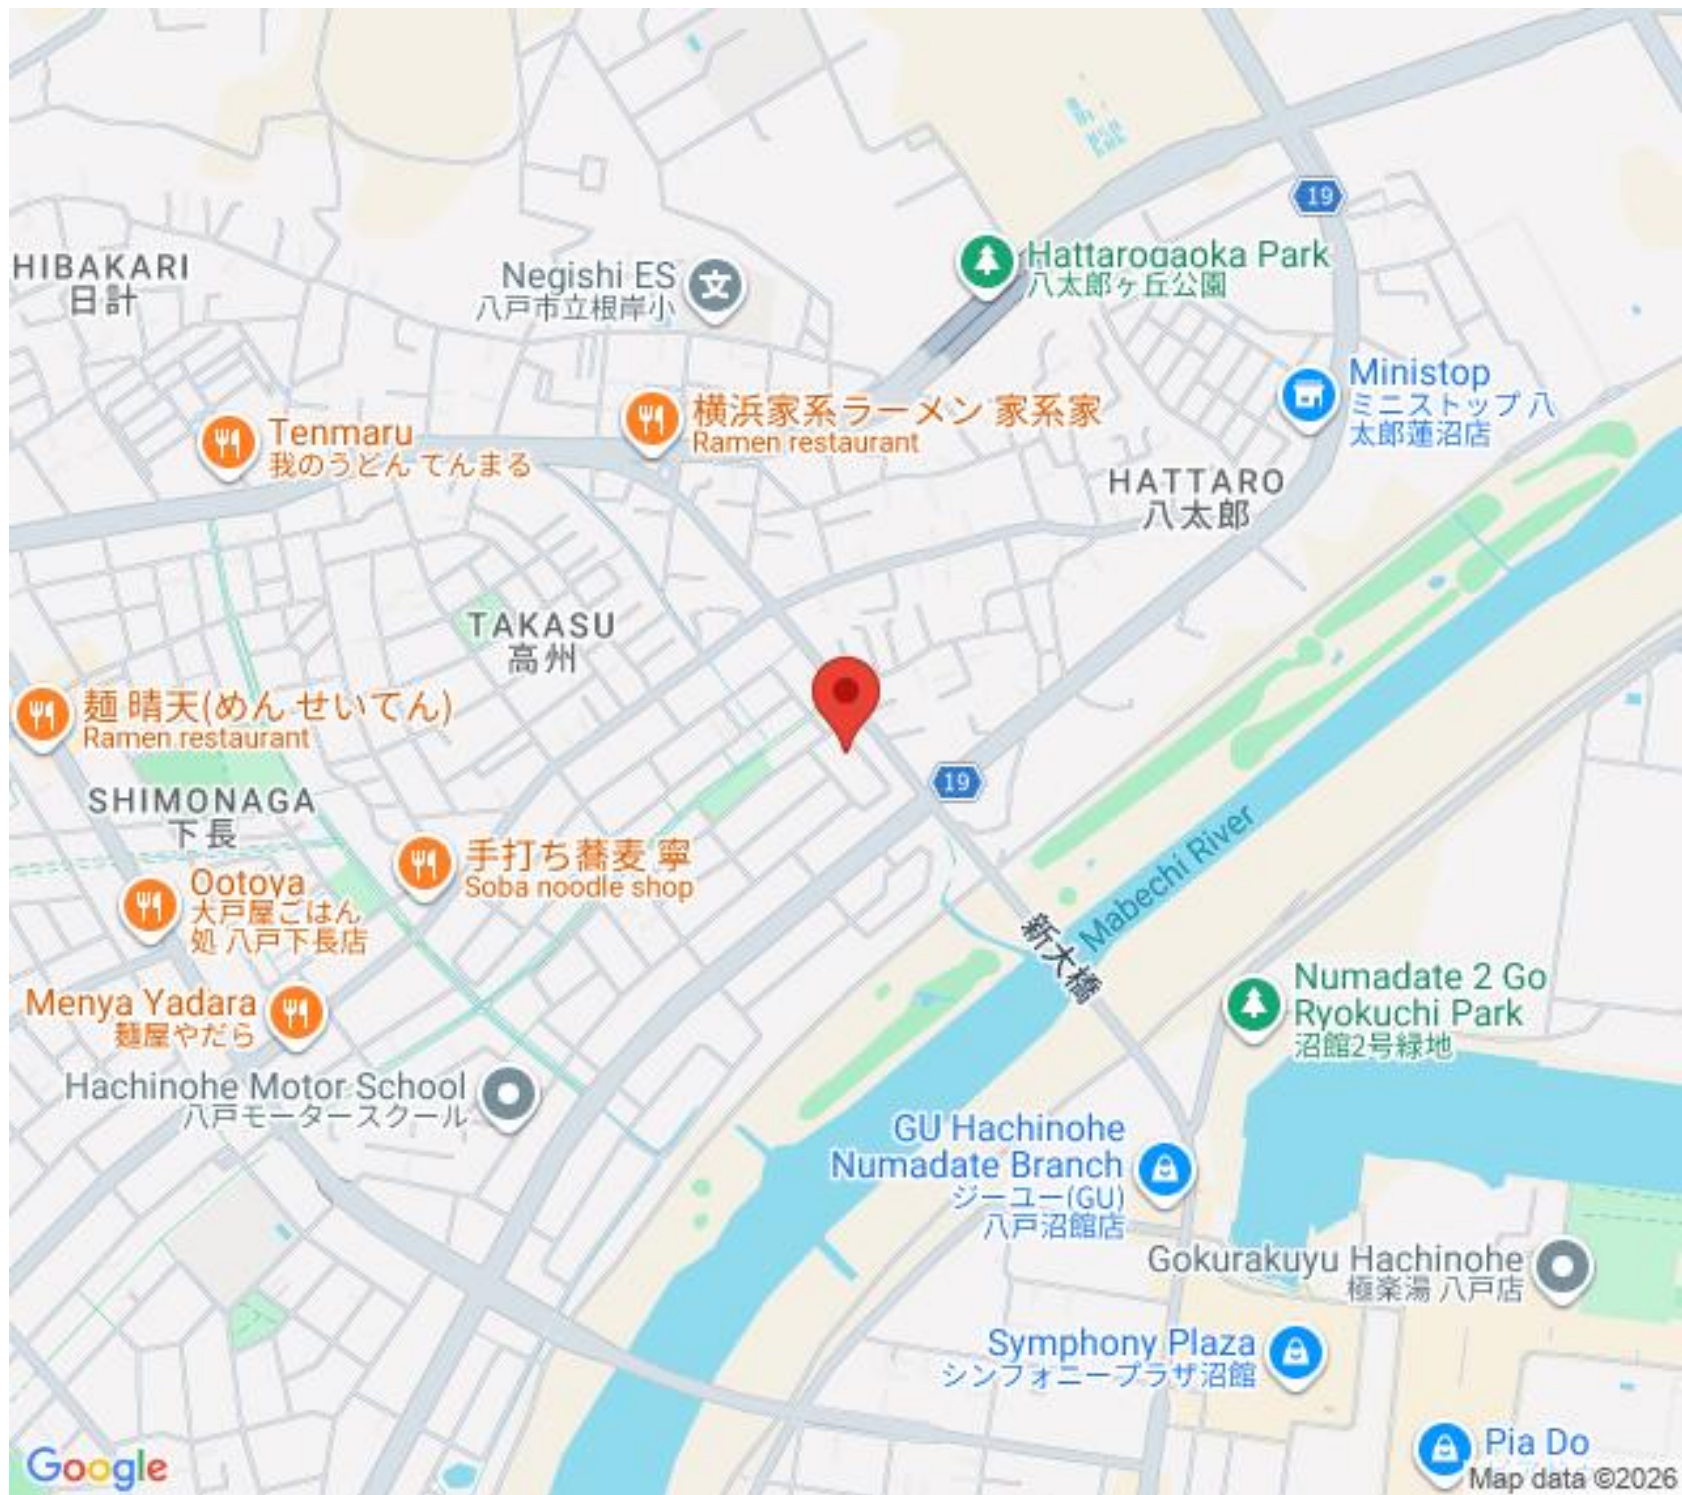 19
Hattarogaoka Park
八太郎ヶ丘公園
HIBAKARI
日計
Negishi ES
八戸市立根岸小
文
Ministop
ミニストップ 八
太郎蓮沼店
横浜家系ラーメン 家系家
Ramen restaurant
Tenmaru
我のうどん てんまる
HATTARO
八太郎
TAKASU
高州
麺 晴天(めん せいてん)
Ramen restaurant
19
SHIMONAGA
下長
手打ち蕎麦 寧
Soba noodle shop
Ootoya
大戸屋ごはん
処 八戸下長店
Mabechi River
新大橋
Menya Yadara
麺屋やだら
Numadate 2 Go
Ryokuchi Park
沼館2号緑地
Hachinohe Motor School
八戸モータースクール
GU Hachinohe
Numadate Branch
ジーユー(GU)
八戸沼館店
Gokurakuyu Hachinohe
極楽湯 八戸店
Symphony Plaza
シンフォニープラザ沼館
Pia Do
Google
Map data ©2026